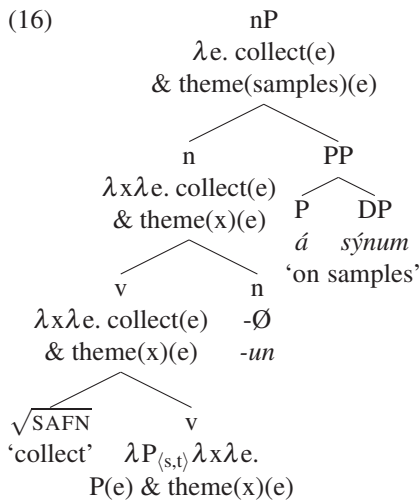 (16) nP
λe. collect(e)
& theme(samples)(e)
n PP
λxλe. collect(e)
& theme(x)(e)
P DP
á sýnum
‘on samples’
v n
λxλe. collect(e) -Ø
& theme(x)(e) -un
√SAFN v
‘collect’ λP⟨s,t⟩λxλe.
P(e) & theme(x)(e)